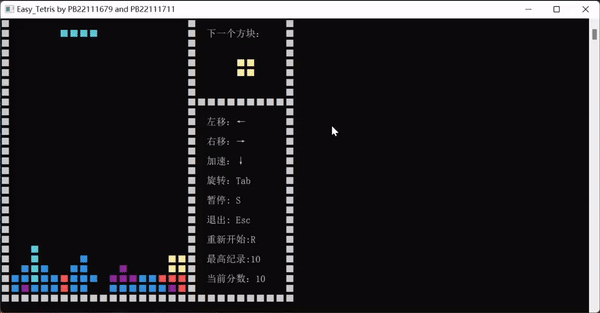 Easy_Tetris by PB22111679 and PB22111711
下一个方块：
左移：←
右移：→
加速：↓
旋转：Tab
暂停：S
退出：Esc
重新开始:R
最高纪录:10
当前分数：10